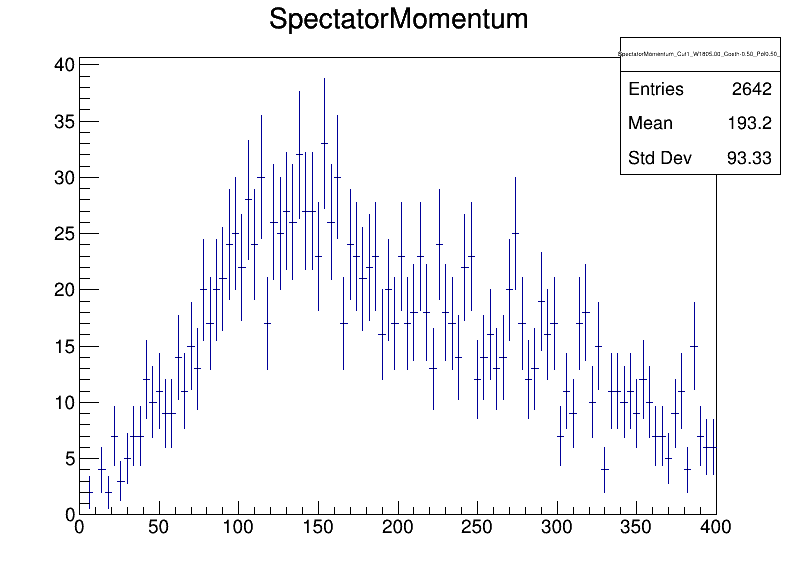 SpectatorMomentum
SpectatorMomentum_Cut1_W1805.00_Costh-0.50_Pol0.50_
Entries 2642
Mean 193.2
Std Dev 93.33
40
35
30
25
20
15
10
5
0
0 50 100 150 200 250 300 350 400